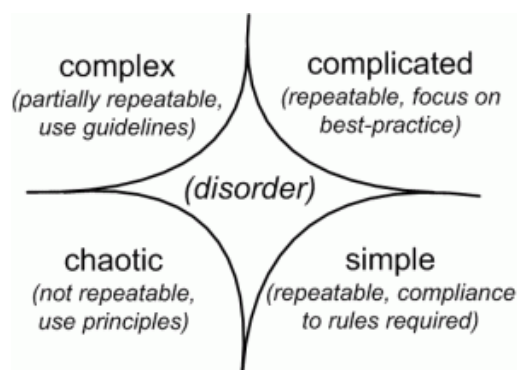 complex
(partially repeatable,
use guidelines)
complicated
(repeatable, focus on
best-practice)
(disorder)
chaotic
(not repeatable,
use principles)
simple
(repeatable, compliance
to rules required)